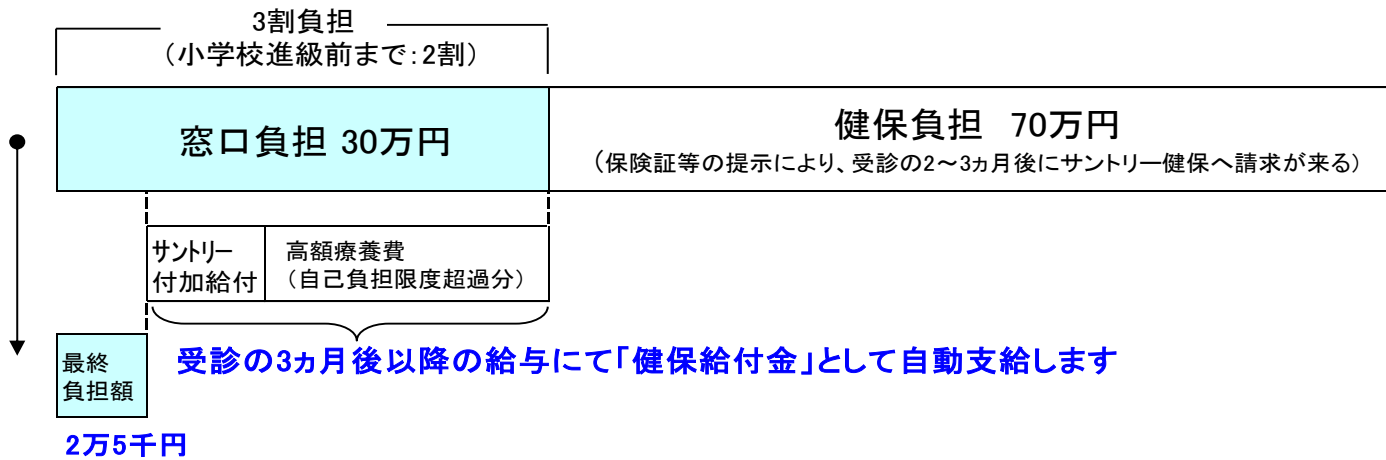 3割負担
（小学校進級前まで：2割）
窓口負担 30万円
健保負担　70万円
（保険証等の提示により、受診の2～3ヵ月後にサントリー健保へ請求が来る）
サントリー
付加給付
高額療養費
（自己負担限度超過分）
最終
負担額
受診の3ヵ月後以降の給与にて「健保給付金」として自動支給します
2万5千円